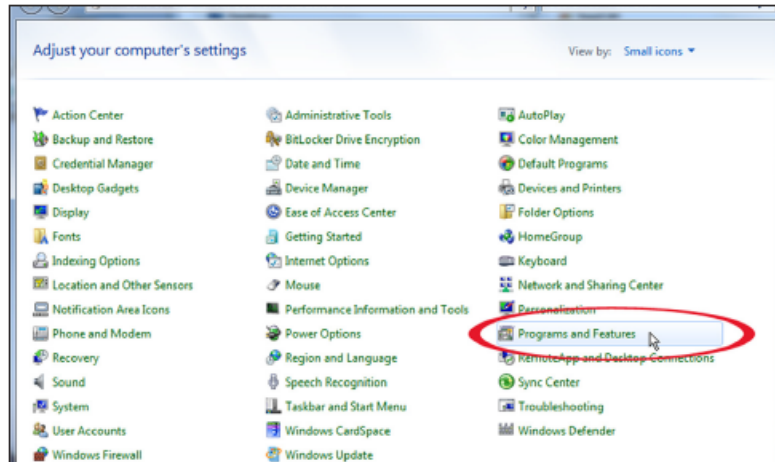 Adjust your computer's settings
View by: Small icons
Action Center
Administrative Tools
AutoPlay
Backup and Restore
BitLocker Drive Encryption
Color Management
Credential Manager
Date and Time
Default Programs
Desktop Gadgets
Device Manager
Devices and Printers
Display
Ease of Access Center
Folder Options
Fonts
Getting Started
HomeGroup
Indexing Options
Internet Options
Keyboard
Location and Other Sensors
Mouse
Network and Sharing Center
Notification Area Icons
Performance Information and Tools
Personalization
Phone and Modem
Power Options
Programs and Features
Recovery
Region and Language
RemoteApp and Desktop Connections
Sound
Speech Recognition
Sync Center
System
Taskbar and Start Menu
Troubleshooting
User Accounts
Windows CardSpace
Windows Defender
Windows Firewall
Windows Update